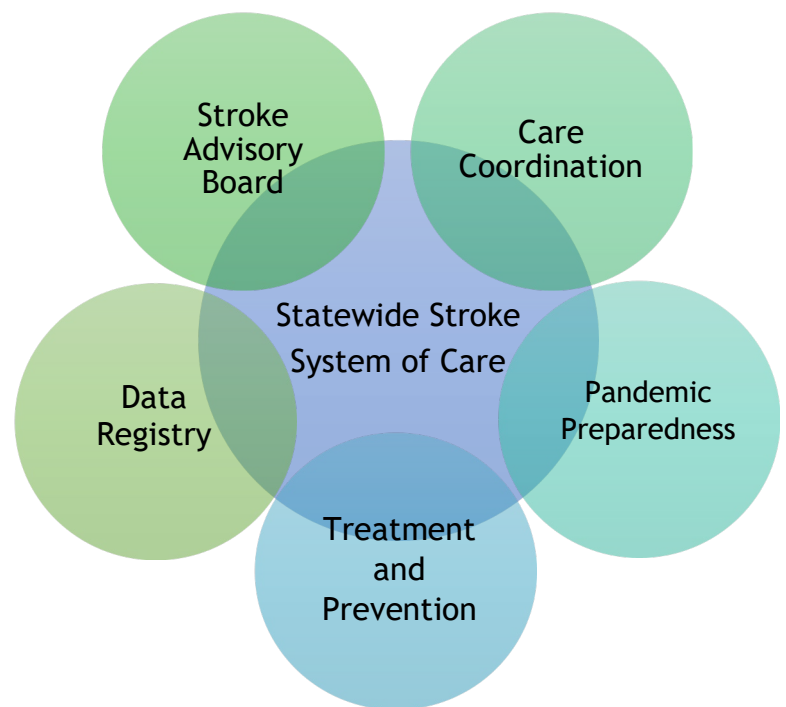 Stroke
Advisory
Board
Care
Coordination
Statewide Stroke
System of Care
Data
Registry
Pandemic
Preparedness
Treatment
and
Prevention